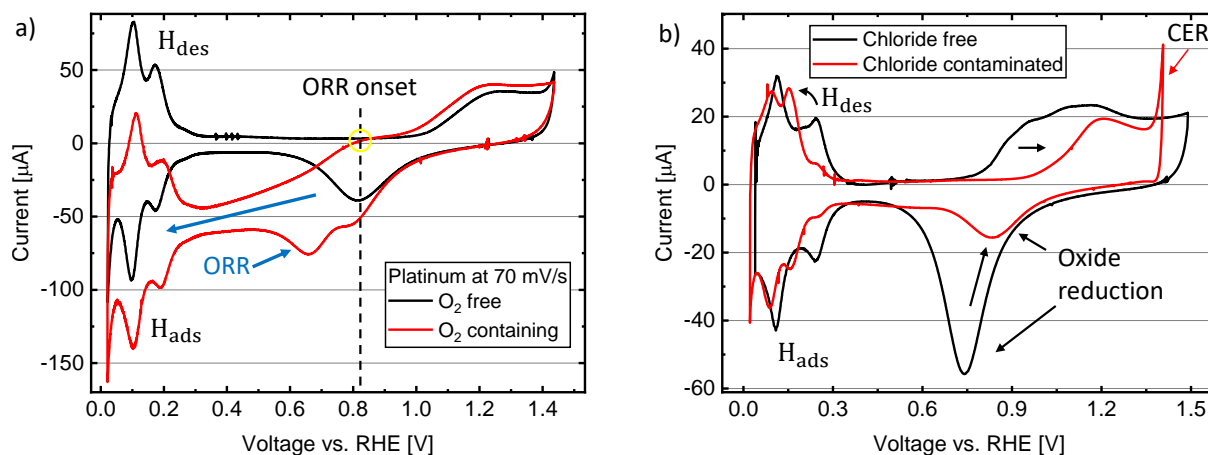 a)
H_des
ORR onset
ORR
H_ads
Platinum at 70 mV/s
O₂ free
O₂ containing
50
0
-50
-100
-150
Current [µA]
0.0 0.2 0.4 0.6 0.8 1.0 1.2 1.4
Voltage vs. RHE [V]
b)
Chloride free
Chloride contaminated
CER
H_des
Oxide
reduction
H_ads
40
20
0
-20
-40
-60
Current [µA]
0.0 0.3 0.6 0.9 1.2 1.5
Voltage vs. RHE [V]